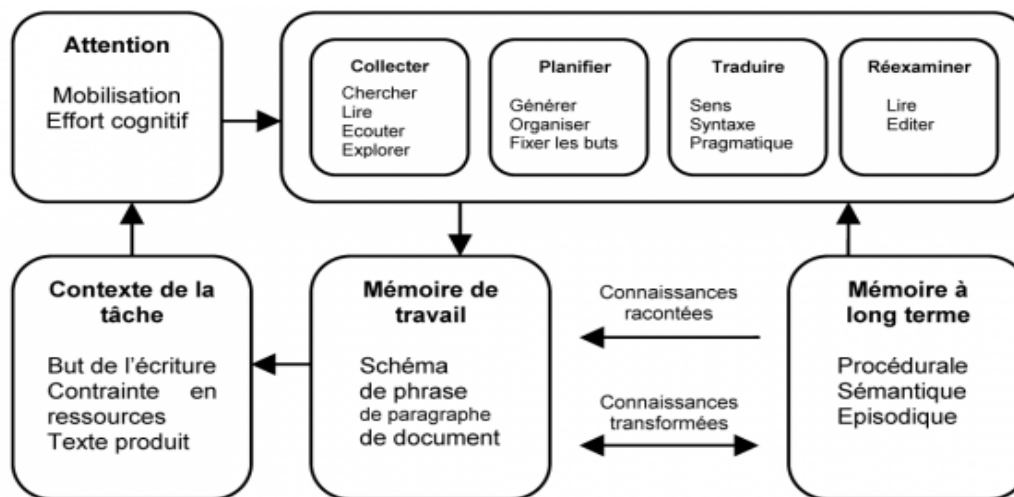 Attention
Mobilisation
Effort cognitif
Collecter
Chercher
Lire
Ecouter
Explorer
Planifier
Générer
Organiser
Fixer les buts
Traduire
Sens
Syntaxe
Pragmatique
Réexaminer
Lire
Editer
Contexte de la
tâche
But de l'écriture
Contrainte en
ressources
Texte produit
Mémoire de
travail
Schéma
de phrase
de paragraphe
de document
Connaissances
racontées
Connaissances
transformées
Mémoire à
long terme
Procédurale
Sémantique
Episodique